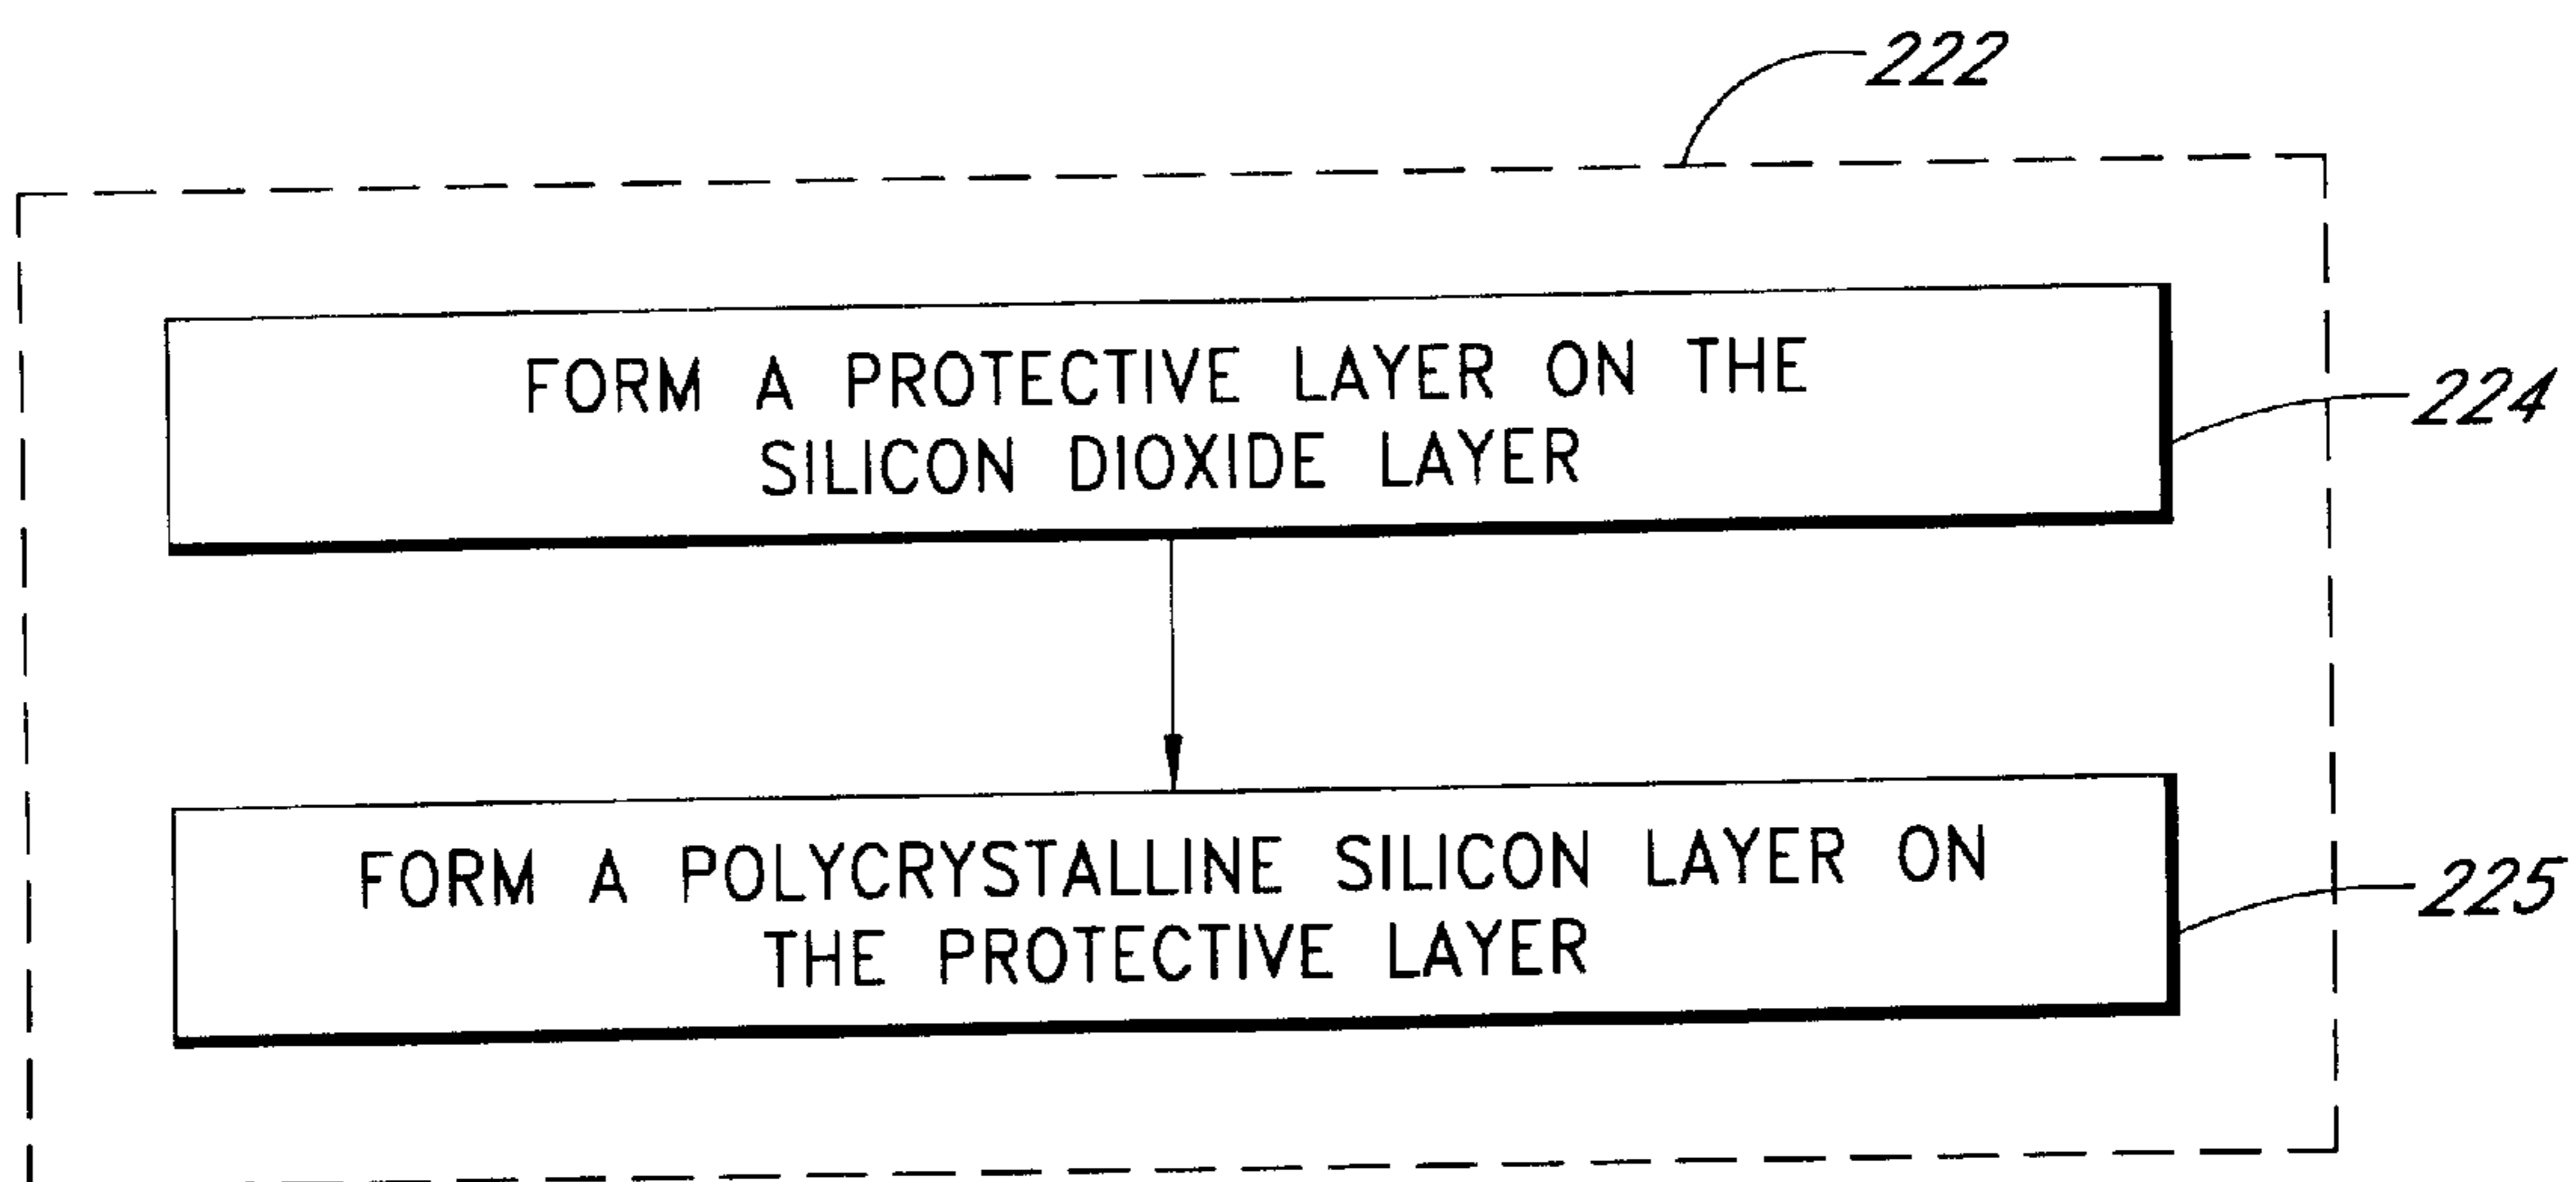 222
FORM A PROTECTIVE LAYER ON THE
SILICON DIOXIDE LAYER
224
FORM A POLYCRYSTALLINE SILICON LAYER ON
THE PROTECTIVE LAYER
225